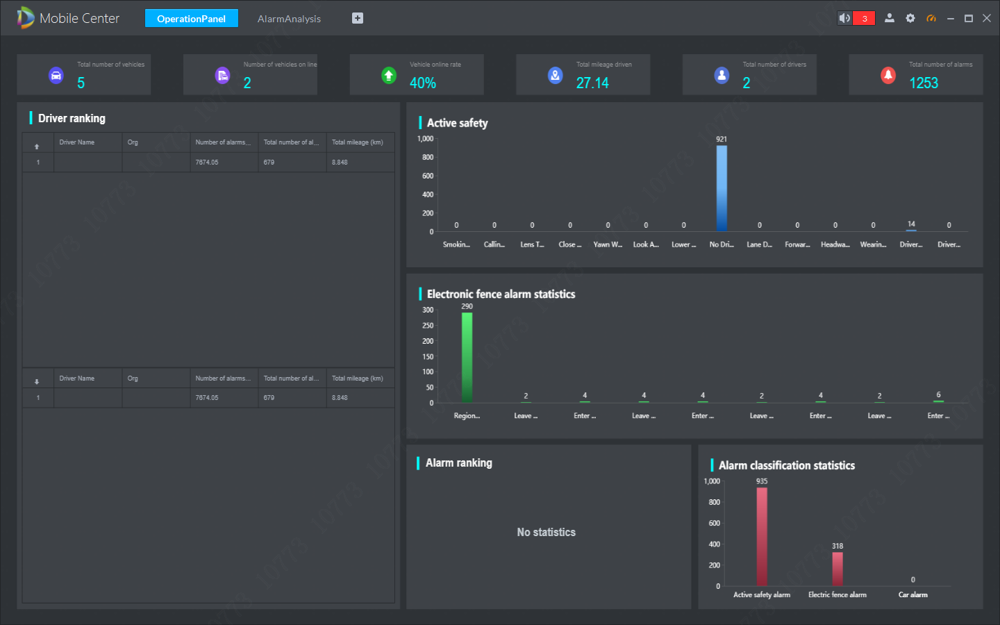 Mobile Center
OperationPanel
AlarmAnalysis
3
Total number of vehicles
5
Number of vehicles on line
2
Vehicle online rate
40%
Total mileage driven
27.14
Total number of drivers
2
Total number of alarms
1253
Driver ranking
Driver Name Org Number of alarms... Total number of al... Total mileage (km)
1 7674.05 679 8.848
Driver Name Org Number of alarms... Total number of al... Total mileage (km)
1 7674.05 679 8.848
Active safety
1,000
800
600
400
200
0
0 0 0 0 0 0 0 921 0 0 0 0 14 0
Smokin... Callin... Lens T... Close ... Yawn W... Look A... Lower ... No Dri... Lane D... Forwar... Headwa... Wearin... Driver... Driver...
Electronic fence alarm statistics
300
250
200
150
100
50
0
290 2 4 4 4 2 4 2 6
Region... Leave ... Enter ... Leave ... Enter ... Leave ... Enter ... Leave ... Enter ...
Alarm ranking
No statistics
Alarm classification statistics
1,000
800
600
400
200
0
935 318 0
Active safety alarm Electric fence alarm Car alarm
10773 10773 10773 10773 10773